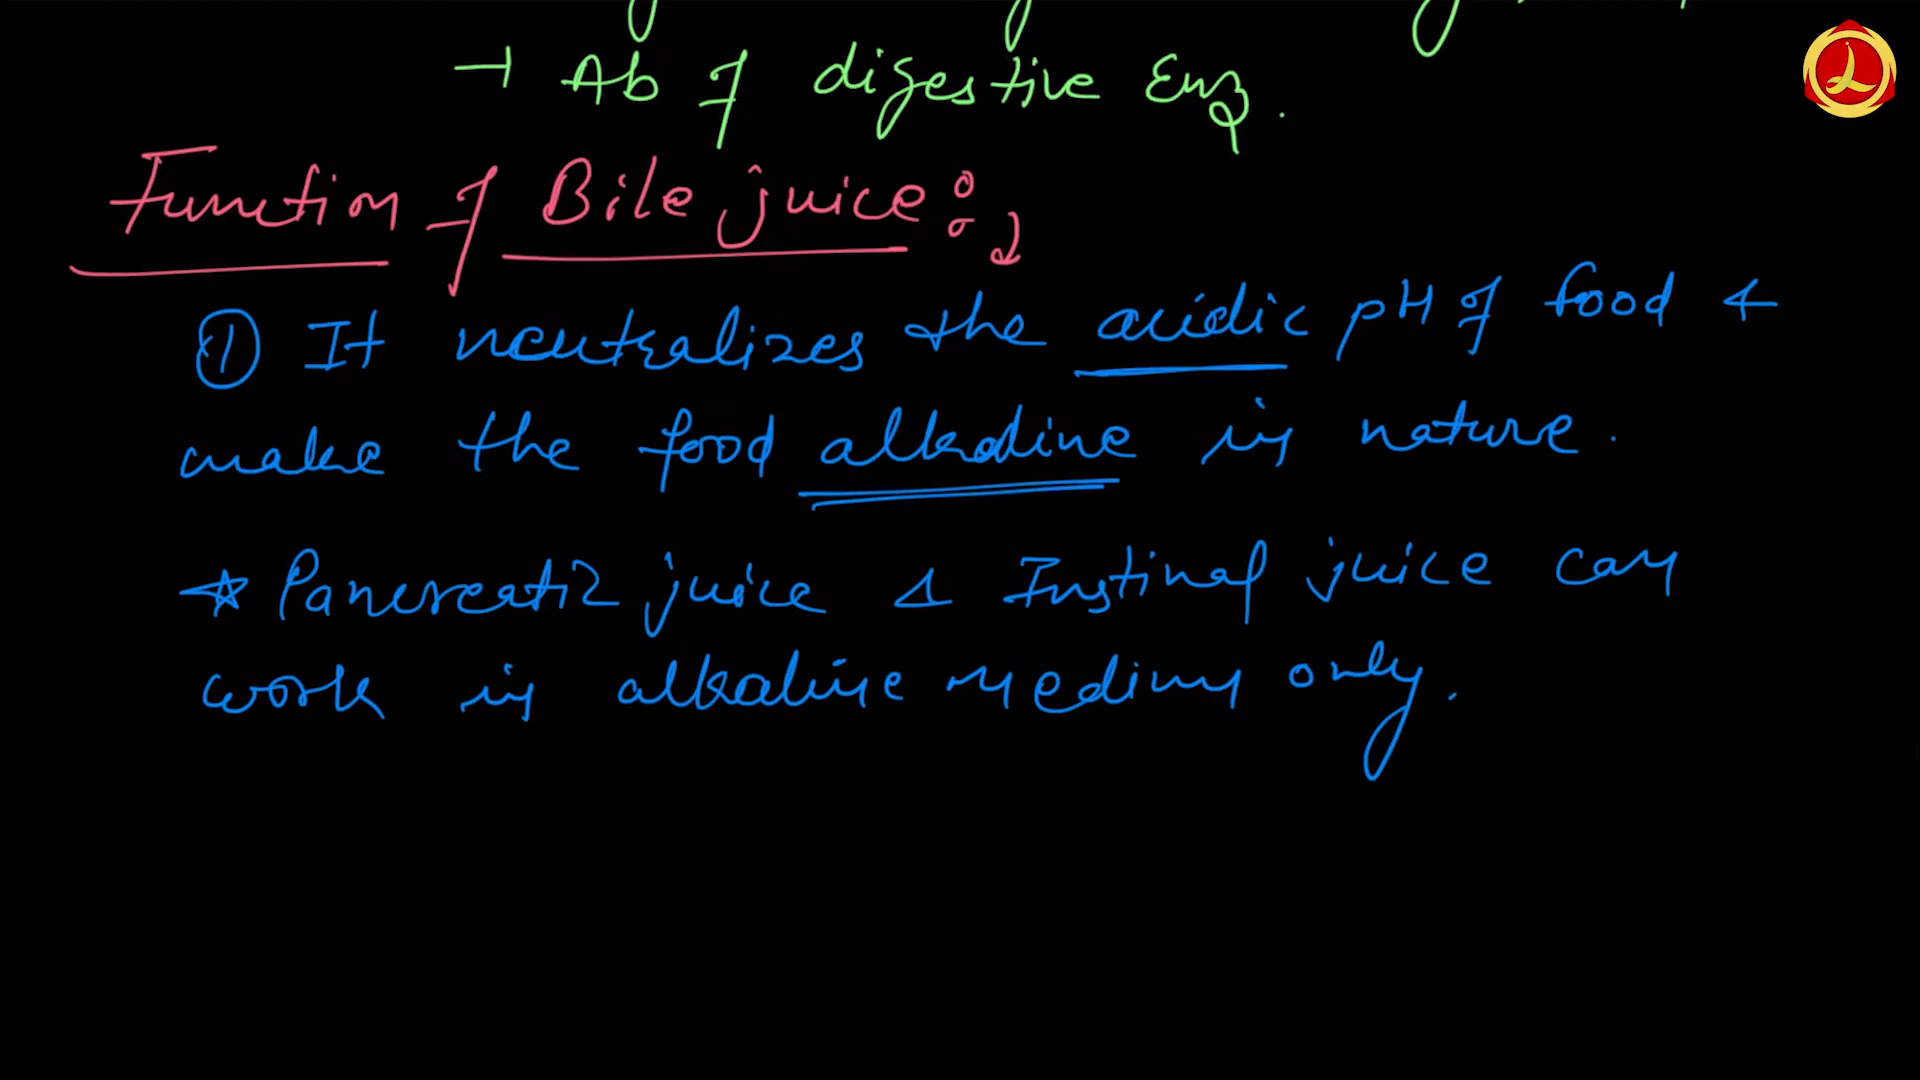 → Ab of digestive Enz.
Function of Bile juice :
① It neutralizes the acidic pH of food &
make the food alkaline in nature.
* Pancreatic juice & Instinal juice can
work in alkaline medium only.